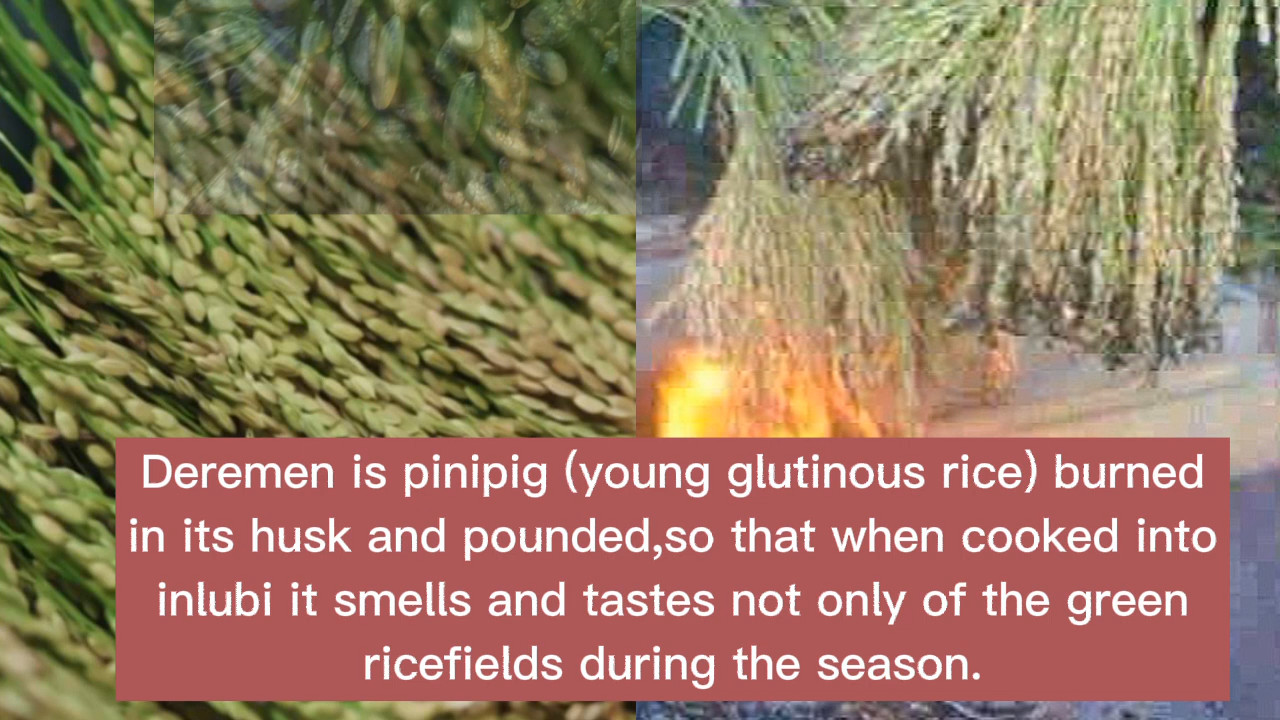 Deremen is pinipig (young glutinous rice) burned
in its husk and pounded,so that when cooked into
inlubi it smells and tastes not only of the green
ricefields during the season.